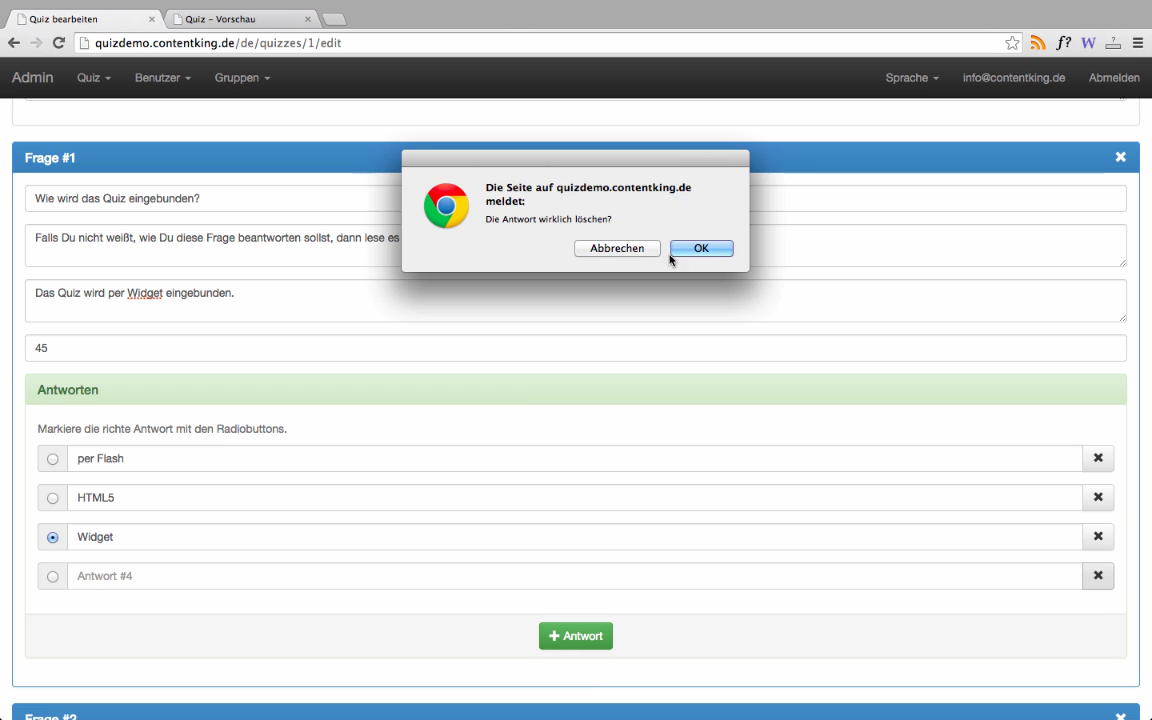 Quiz bearbeiten
Quiz – Vorschau
quizdemo.contentking.de/de/quizzes/1/edit
f?
W
Admin Quiz Benutzer Gruppen Sprache info@contentking.de Abmelden
Frage #1
Wie wird das Quiz eingebunden?
Falls Du nicht weißt, wie Du diese Frage beantworten sollst, dann lese es
Das Quiz wird per Widget eingebunden.
45
Die Seite auf quizdemo.contentking.de
meldet:
Die Antwort wirklich löschen?
Abbrechen OK
Antworten
Markiere die richte Antwort mit den Radiobuttons.
per Flash
HTML5
Widget
Antwort #4
Antwort
Frage #2